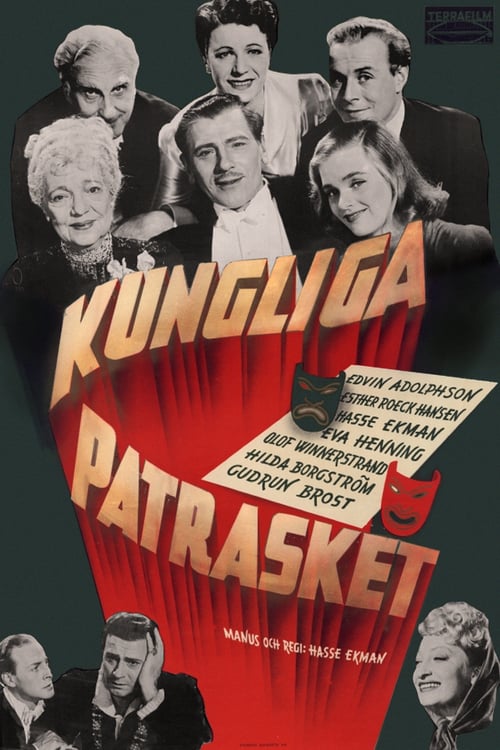 TERRAFILM
KUNGLIGA
PATRASKET
EDVIN ADOLPHSON
ESTHER ROECK-HANSEN
HASSE EKMAN
EVA HENNING
OLOF WINNERSTRAND
HILDA BORGSTRÖM
GUDRUN BROST
MANUS OCH REGI: HASSE EKMAN